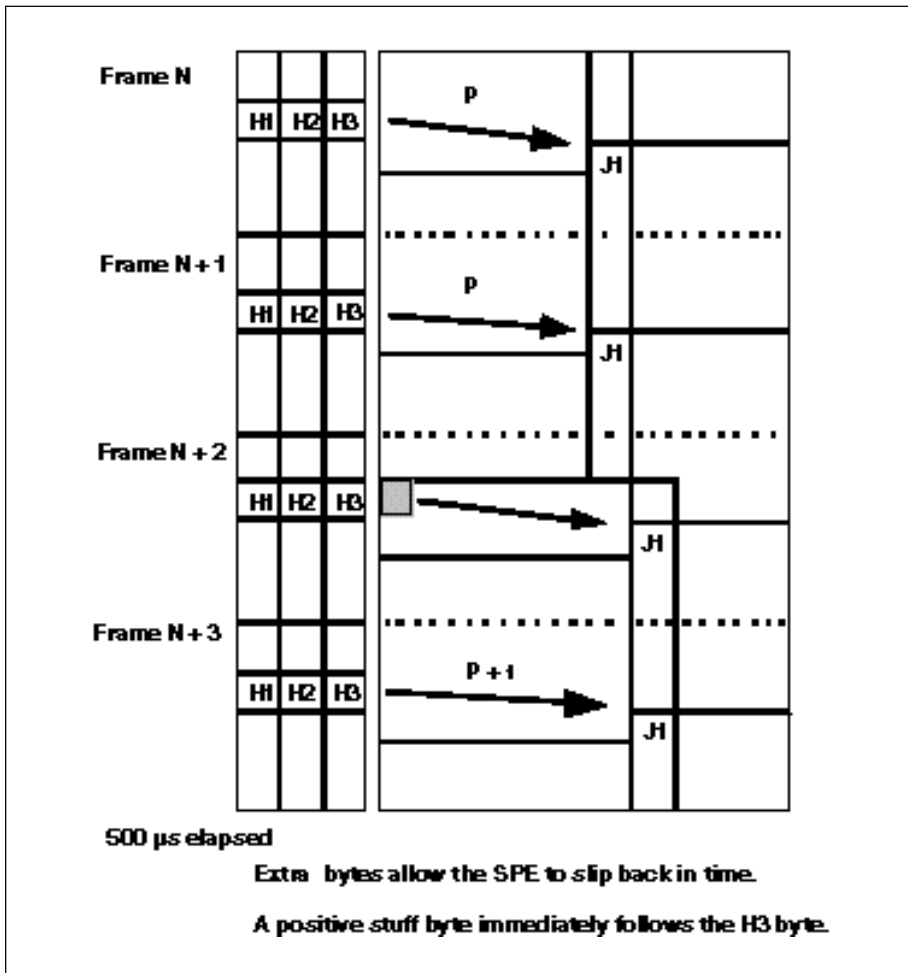 Frame N
P
H1 H2 H3
J1
Frame N + 1
P
H1 H2 H3
J1
Frame N + 2
H1 H2 H3
J1
Frame N + 3
P + 1
H1 H2 H3
J1
500 µs elapsed
Extra bytes allow the SPE to slip back in time.
A positive stuff byte immediately follows the H3 byte.